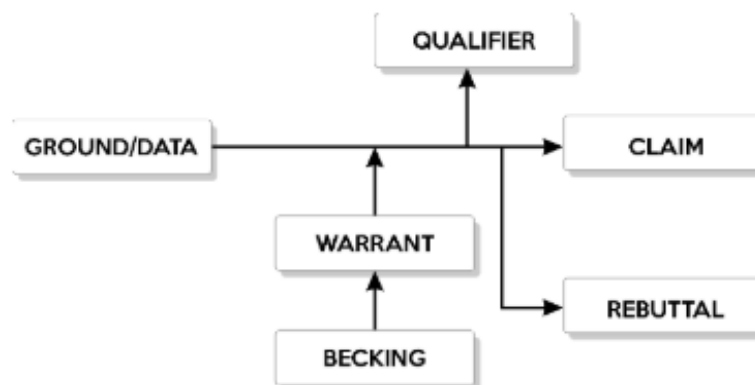 QUALIFIER
GROUND/DATA
CLAIM
WARRANT
REBUTTAL
BECKING